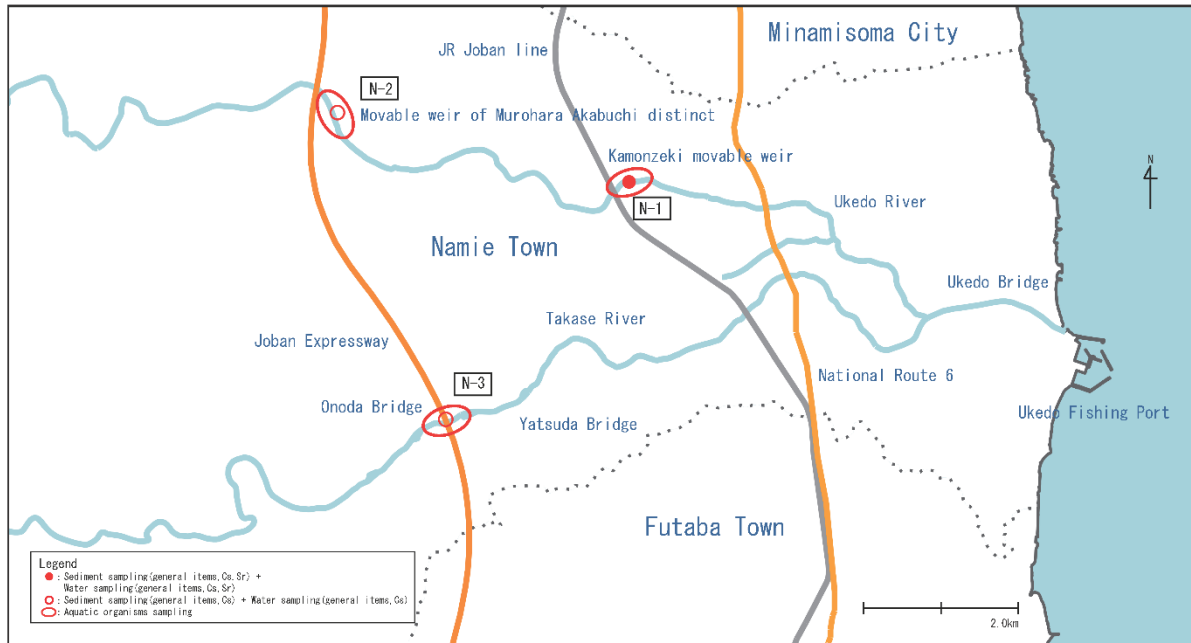 Minamisoma City
JR Joban line
N-2
Movable weir of Murohara Akabuchi distinct
Kamonzeki movable weir
N
N-1
Ukedo River
Namie Town
Ukedo Bridge
Takase River
Joban Expressway
N-3
National Route 6
Onoda Bridge
Yatsuda Bridge
Ukedo Fishing Port
Futaba Town
Legend
: Sediment sampling(general items,Cs,Sr) +
Water sampling(general items,Cs,Sr)
: Sediment sampling(general items,Cs) + Water sampling(general items,Cs)
: Aquatic organisms sampling
2.0km